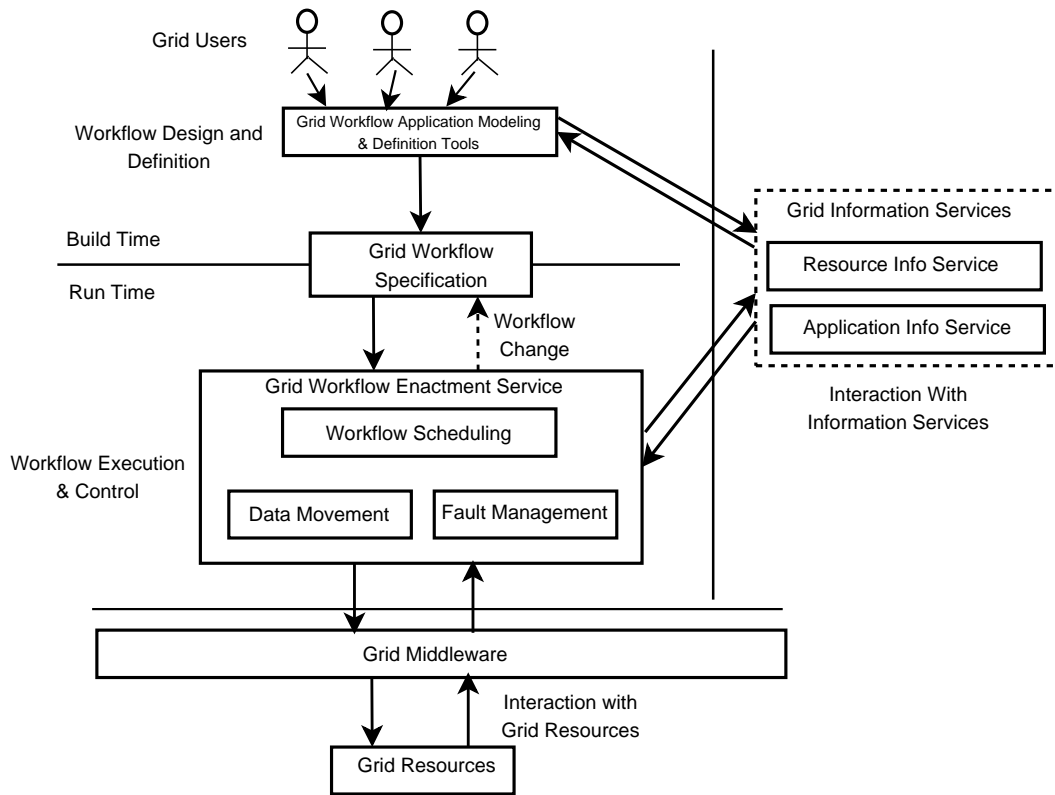 Grid Users
Grid Workflow Application Modeling
& Definition Tools
Workflow Design and
Definition
Grid Information Services
Resource Info Service
Application Info Service
Interaction With
Information Services
Build Time
Run Time
Grid Workflow
Specification
Workflow
Change
Grid Workflow Enactment Service
Workflow Scheduling
Data Movement
Fault Management
Workflow Execution
& Control
Grid Middleware
Interaction with
Grid Resources
Grid Resources